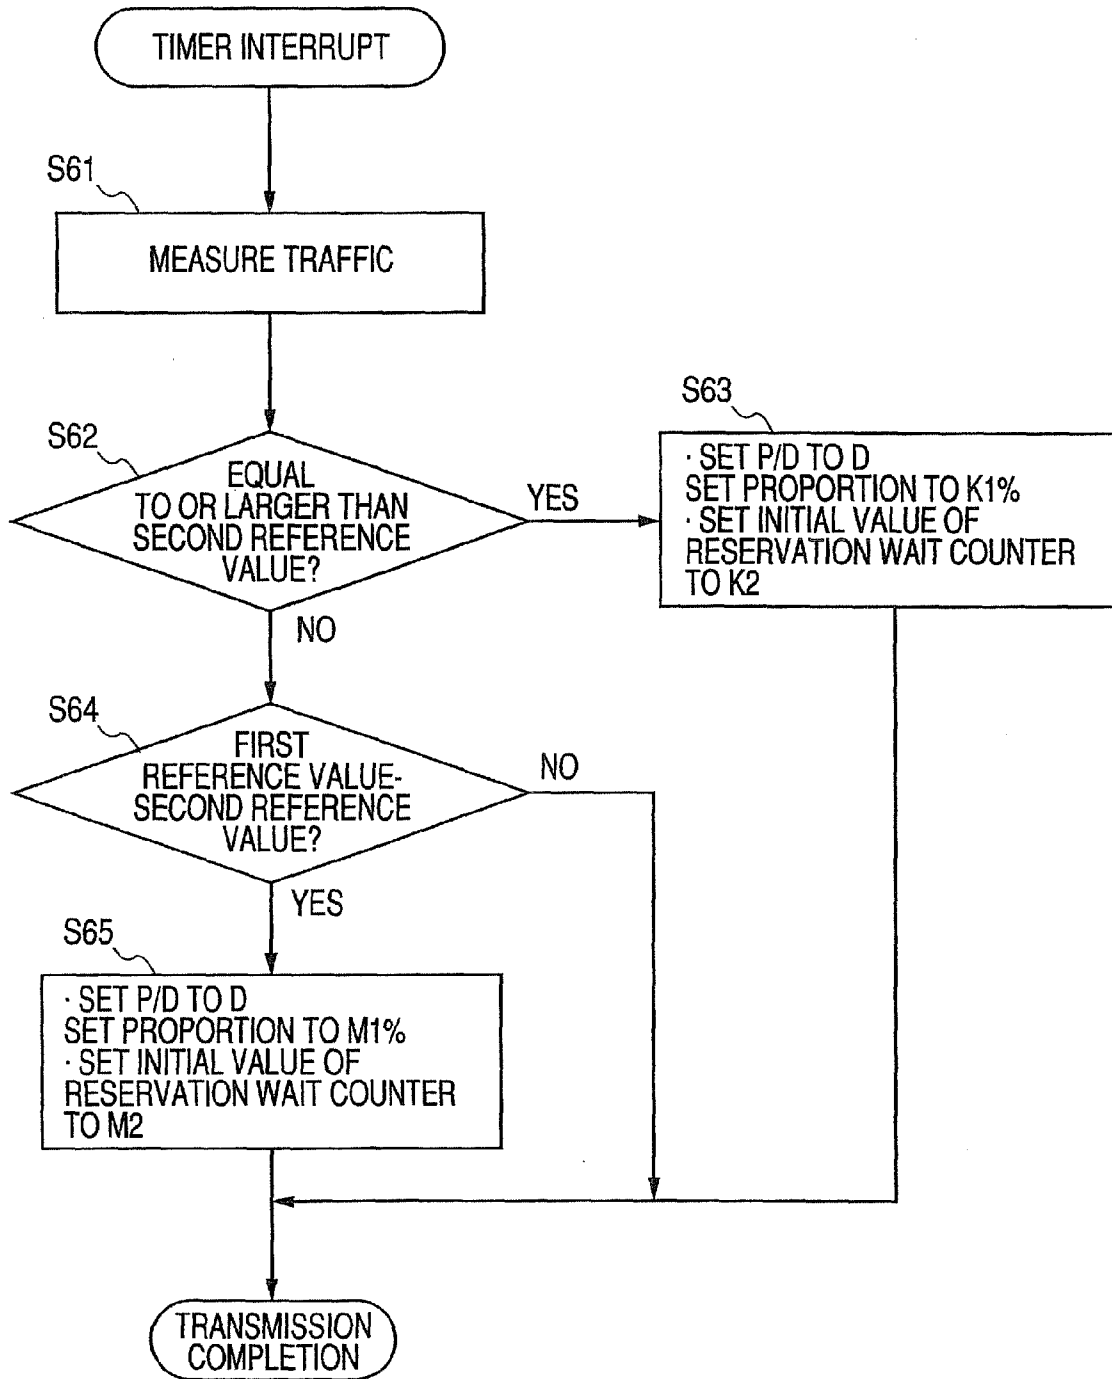 TIMER INTERRUPT
S61
MEASURE TRAFFIC
S62
EQUAL
TO OR LARGER THAN
SECOND REFERENCE
VALUE?
YES
NO
S63
· SET P/D TO D
SET PROPORTION TO K1%
· SET INITIAL VALUE OF
RESERVATION WAIT COUNTER
TO K2
S64
FIRST
REFERENCE VALUE-
SECOND REFERENCE
VALUE?
NO
YES
S65
· SET P/D TO D
SET PROPORTION TO M1%
· SET INITIAL VALUE OF
RESERVATION WAIT COUNTER
TO M2
TRANSMISSION
COMPLETION